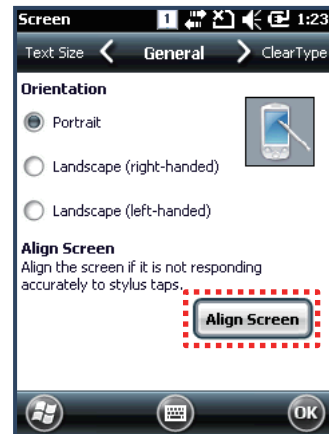 Screen 1 1:23
Text Size General ClearType
Orientation
Portrait
Landscape (right-handed)
Landscape (left-handed)
Align Screen
Align the screen if it is not responding
accurately to stylus taps.
Align Screen
OK